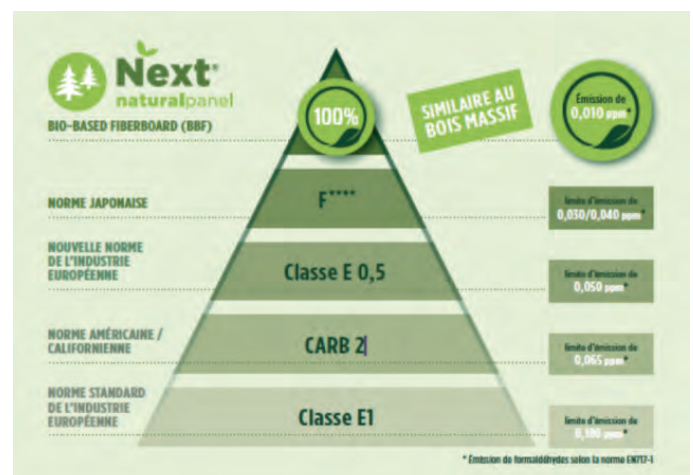 Next®
naturalpanel
BIO-BASED FIBERBOARD (BBF)
100%
SIMILAIRE AU
BOIS MASSIF
Émission de
0,010 ppm*
NORME JAPONAISE
F****
limite d'émission de
0,030/0,040 ppm*
NOUVELLE NORME
DE L'INDUSTRIE
EUROPÉENNE
Classe E 0,5
limite d'émission de
0,050 ppm*
NORME AMÉRICAINE /
CALIFORNIENNE
CARB 2
limite d'émission de
0,065 ppm*
NORME STANDARD
DE L'INDUSTRIE
EUROPÉENNE
Classe E1
limite d'émission de
ppm*
* Émission de formaldéhydes selon la norme EN717-1